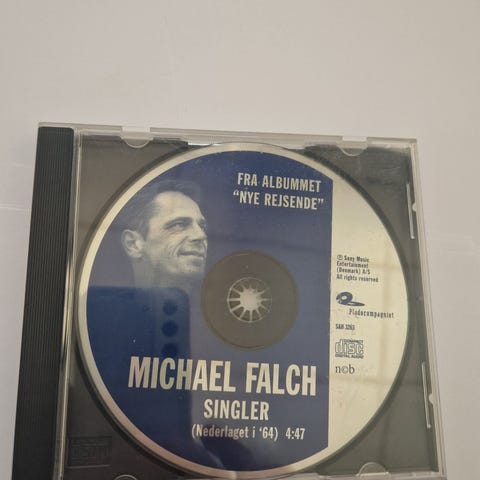 FRA ALBUMMET
"NYE REJSENDE"
℗ Sony Music
Entertainment
(Denmark) A/S
All rights reserved
Pladecompagniet
SAM 3263
COMPACT
DISC
DIGITAL AUDIO
n©b
MICHAEL FALCH
SINGLER
(Nederlaget i '64) 4:47